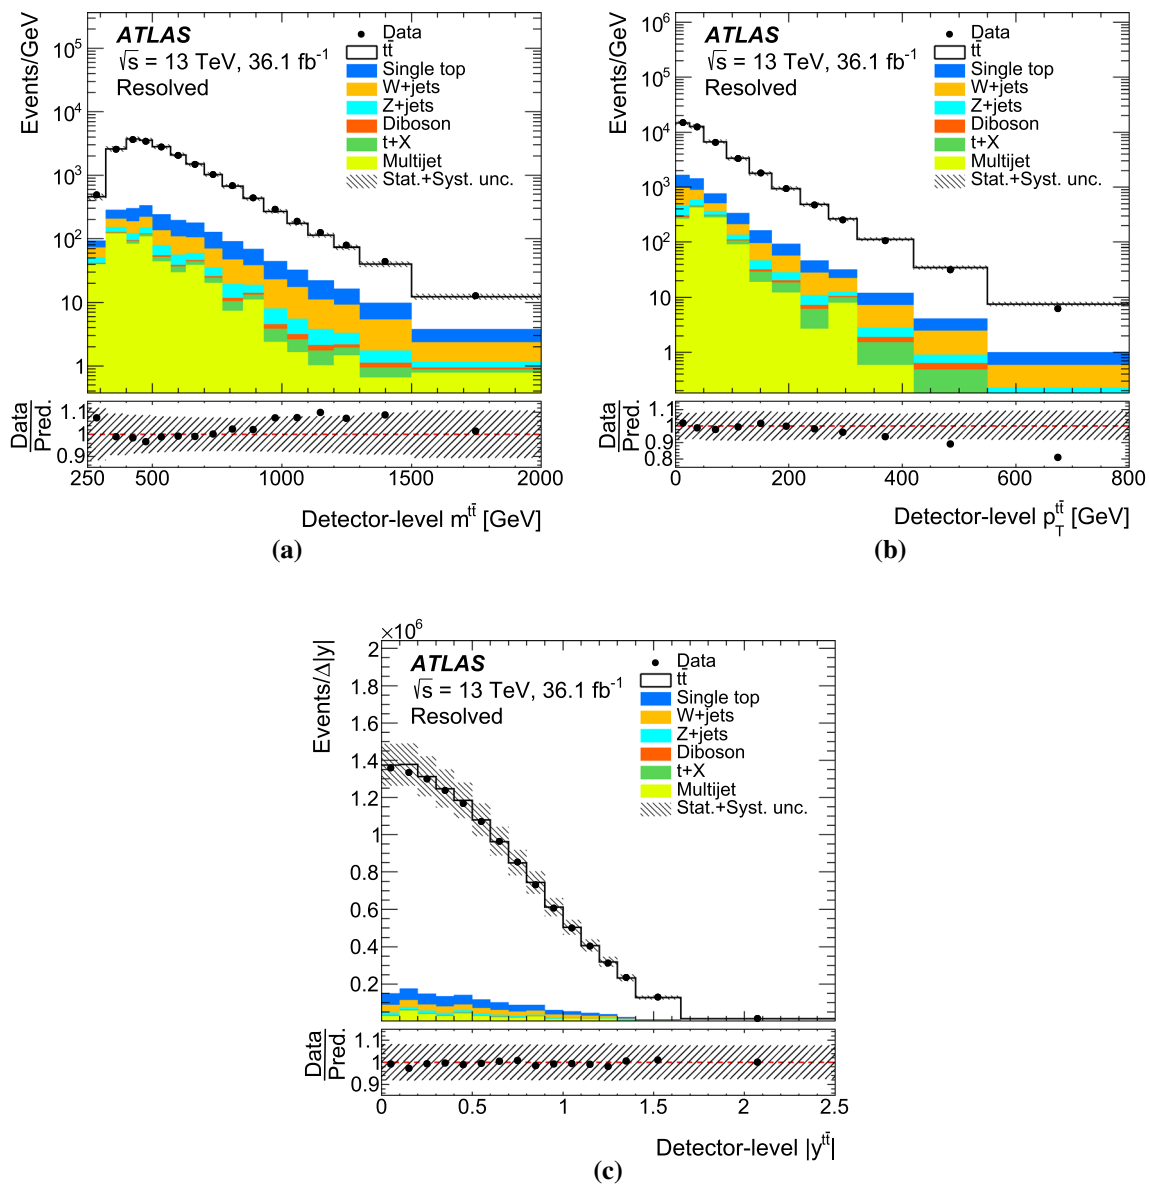 Events/GeV
ATLAS
√s = 13 TeV, 36.1 fb⁻¹
Resolved
Data
tt̄
Single top
W+jets
Z+jets
Diboson
t+X
Multijet
Stat.+Syst. unc.
10⁵
10⁴
10³
10²
10
1
Data
Pred.
1.1
1
0.9
250 500 1000 1500 2000
Detector-level m^{tt̄} [GeV]
(a)
Events/GeV
ATLAS
√s = 13 TeV, 36.1 fb⁻¹
Resolved
Data
tt̄
Single top
W+jets
Z+jets
Diboson
t+X
Multijet
Stat.+Syst. unc.
10⁶
10⁵
10⁴
10³
10²
10
1
Data
Pred.
1.1
1
0.9
0.8
0 200 400 600 800
Detector-level p_T^{tt̄} [GeV]
(b)
×10⁶
Events/Δ|y|
ATLAS
√s = 13 TeV, 36.1 fb⁻¹
Resolved
Data
tt̄
Single top
W+jets
Z+jets
Diboson
t+X
Multijet
Stat.+Syst. unc.
2
1.8
1.6
1.4
1.2
1
0.8
0.6
0.4
0.2
Data
Pred.
1.1
1
0.9
0 0.5 1 1.5 2 2.5
Detector-level |y^{tt̄}|
(c)